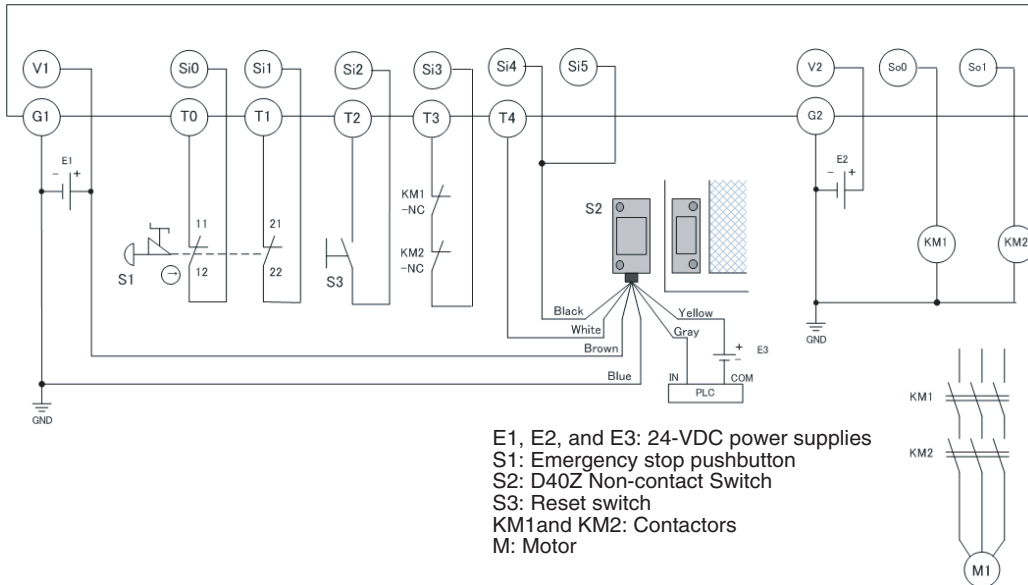 V1 Si0 Si1 Si2 Si3 Si4 Si5 V2 So0 So1
G1 T0 T1 T2 T3 T4 G2
E1
- +
E2
- +
KM1
-NC
S2
11 21
KM2
-NC
KM1 KM2
S1
12 22
S3
Black
Yellow
White
Gray
Brown
+
-
E3
GND
Blue
IN COM
PLC
GND
KM1
KM2
M1
E1, E2, and E3: 24-VDC power supplies
S1: Emergency stop pushbutton
S2: D40Z Non-contact Switch
S3: Reset switch
KM1and KM2: Contactors
M: Motor